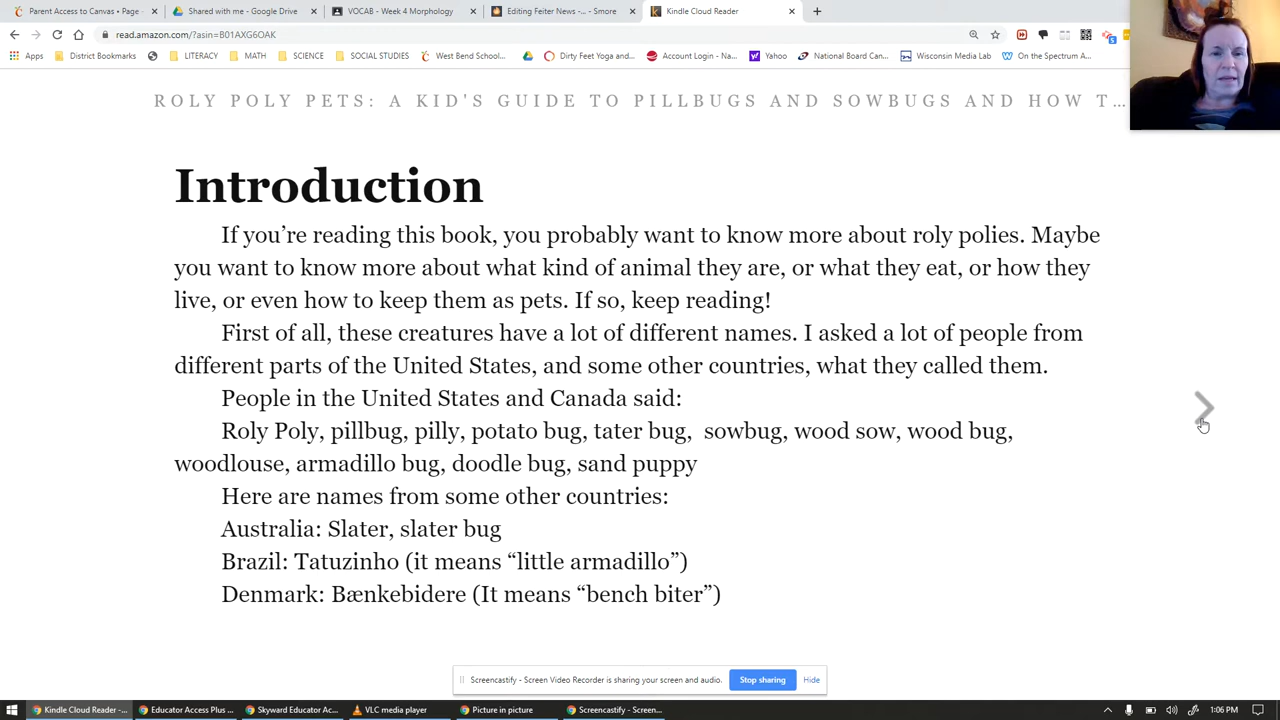 Parent Access to Canvas - Page
Shared with me - Google Drive
VOCAB - Week 4 Morphology
Editing Feiter News -... - Smore
Kindle Cloud Reader
read.amazon.com/?asin=B01AXG6OAK
Apps
District Bookmarks
LITERACY
MATH
SCIENCE
SOCIAL STUDIES
West Bend School...
Dirty Feet Yoga and...
Account Login - Na...
Yahoo
National Board Can...
Wisconsin Media Lab
On the Spectrum A...
ROLY POLY PETS: A KID'S GUIDE TO PILLBUGS AND SOWBUGS AND HOW T...
Introduction
If you’re reading this book, you probably want to know more about roly polies. Maybe
you want to know more about what kind of animal they are, or what they eat, or how they
live, or even how to keep them as pets. If so, keep reading!
First of all, these creatures have a lot of different names. I asked a lot of people from
different parts of the United States, and some other countries, what they called them.
People in the United States and Canada said:
Roly Poly, pillbug, pilly, potato bug, tater bug, sowbug, wood sow, wood bug,
woodlouse, armadillo bug, doodle bug, sand puppy
Here are names from some other countries:
Australia: Slater, slater bug
Brazil: Tatuzinho (it means “little armadillo”)
Denmark: Bænkebidere (It means “bench biter”)
Screencastify - Screen Video Recorder is sharing your screen and audio.
Stop sharing
Hide
Kindle Cloud Reader -...
Educator Access Plus ...
Skyward Educator Ac...
VLC media player
Picture in picture
Screencastify - Screen...
1:06 PM